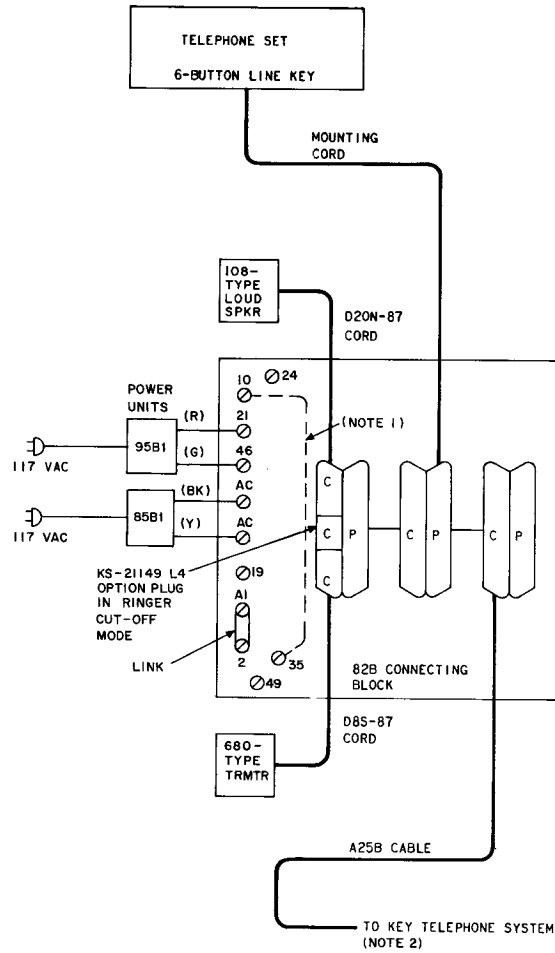 TELEPHONE SET
6-BUTTON LINE KEY
MOUNTING
CORD
108-
TYPE
LOUD
SPKR
D20N-87
CORD
10
24
POWER
UNITS
(R)
21
(NOTE 1)
95B1
(G)
46
117 VAC
(BK)
AC
85B1
(Y)
AC
117 VAC
C
C P
C P
C P
C
KS-21149 L4
OPTION PLUG
IN RINGER
CUT-OFF
MODE
19
A1
LINK
2
35
49
82B CONNECTING
BLOCK
D8S-87
CORD
680-
TYPE
TRMTR
A25B CABLE
TO KEY TELEPHONE SYSTEM
(NOTE 2)